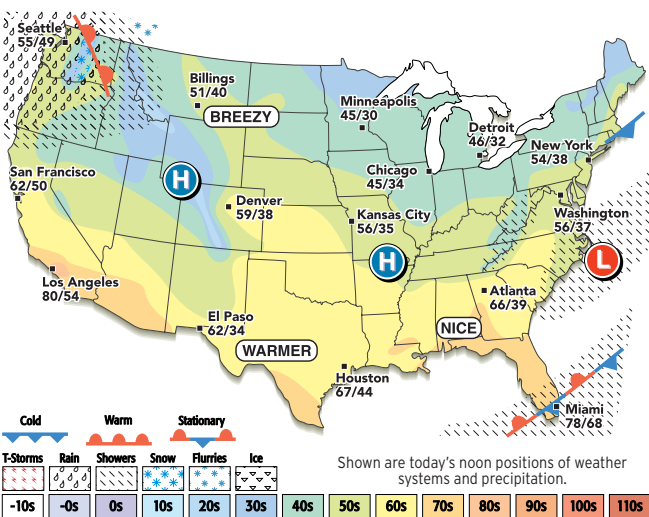 Seattle
55/49
Billings
51/40
BREEZY
Minneapolis
45/30
Detroit
46/32
New York
54/38
San Francisco
62/50
H
Chicago
45/34
Denver
59/38
Kansas City
56/35
Washington
56/37
H
L
Los Angeles
80/54
Atlanta
66/39
El Paso
62/34
NICE
WARMER
Houston
67/44
Miami
78/68
Cold Warm Stationary
T-Storms Rain Showers Snow Flurries Ice
Shown are today's noon positions of weather
systems and precipitation.
-10s -0s 0s 10s 20s 30s 40s 50s 60s 70s 80s 90s 100s 110s